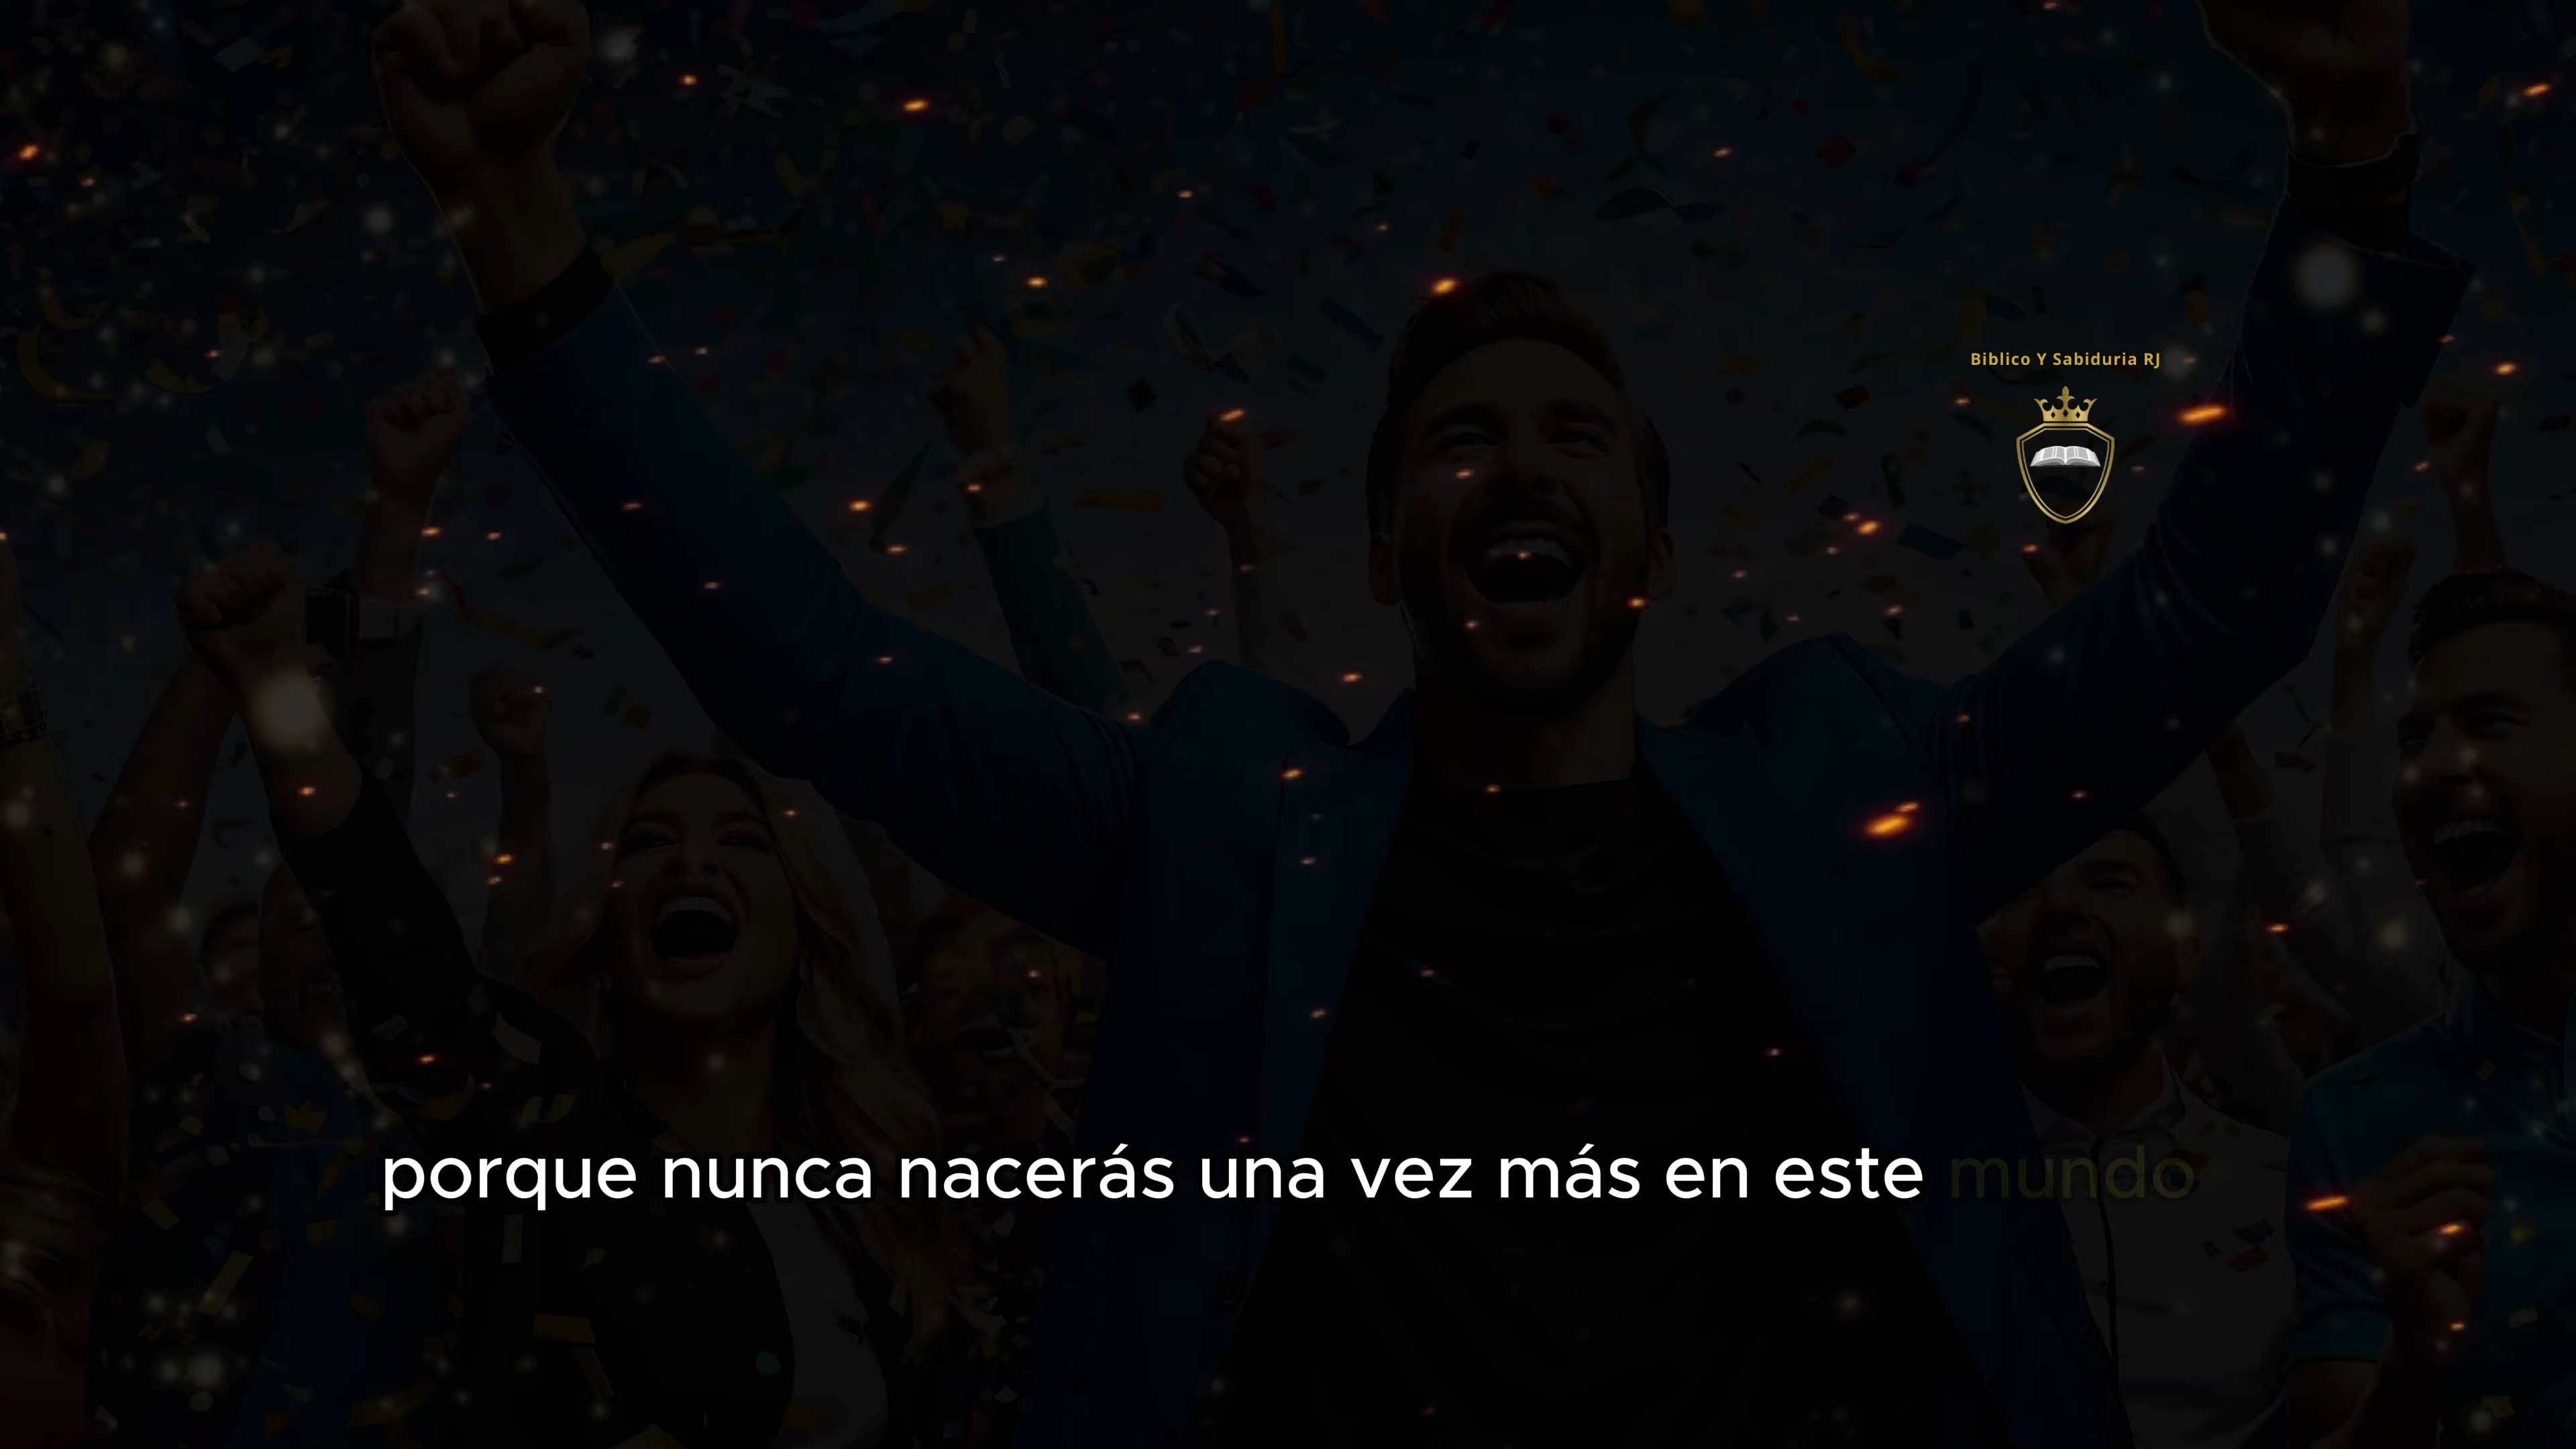 Biblico Y Sabiduria RJ
porque nunca nacerás una vez más en este mundo